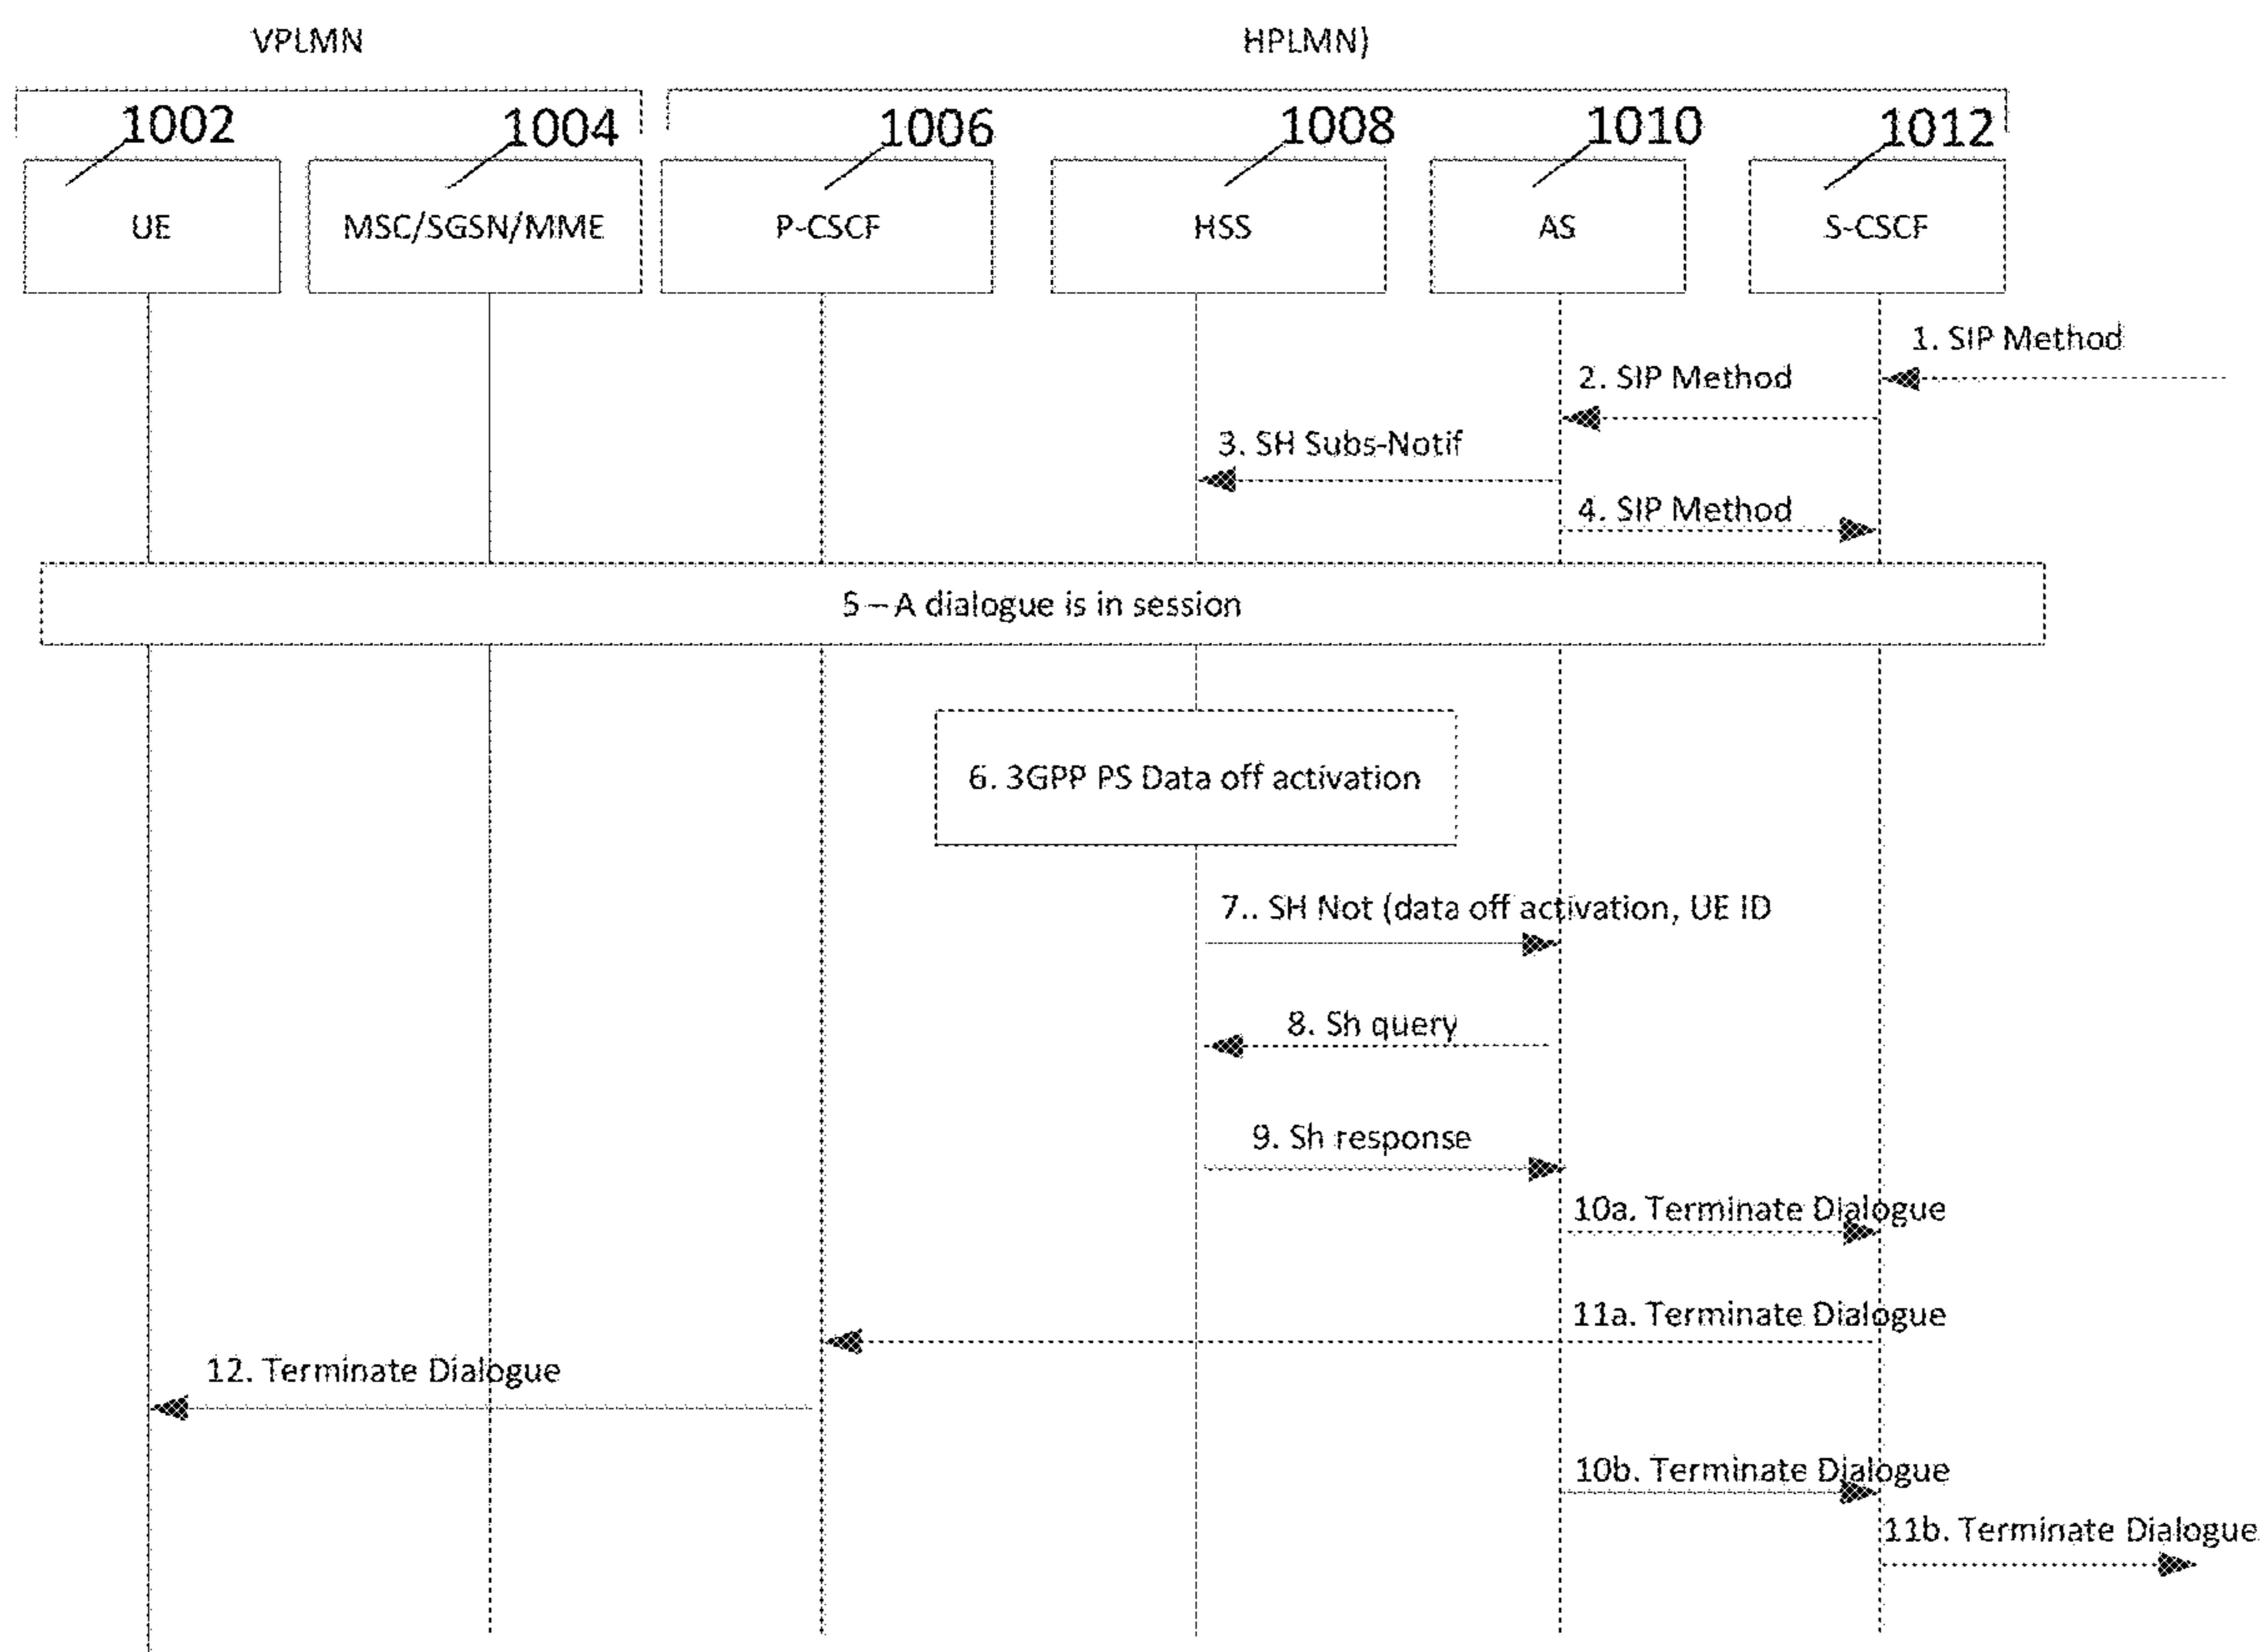 VPLMN
HPLMN)
1002
1004
1006
1008
1010
1012
UE
MSC/SGSN/MME
P-CSCF
HSS
AS
S-CSCF
1. SIP Method
2. SIP Method
3. SH Subs-Notif
4. SIP Method
5 – A dialogue is in session
6. 3GPP PS Data off activation
7.. SH Not (data off activation, UE ID
8. Sh query
9. Sh response
10a. Terminate Dialogue
11a. Terminate Dialogue
12. Terminate Dialogue
10b. Terminate Dialogue
11b. Terminate Dialogue